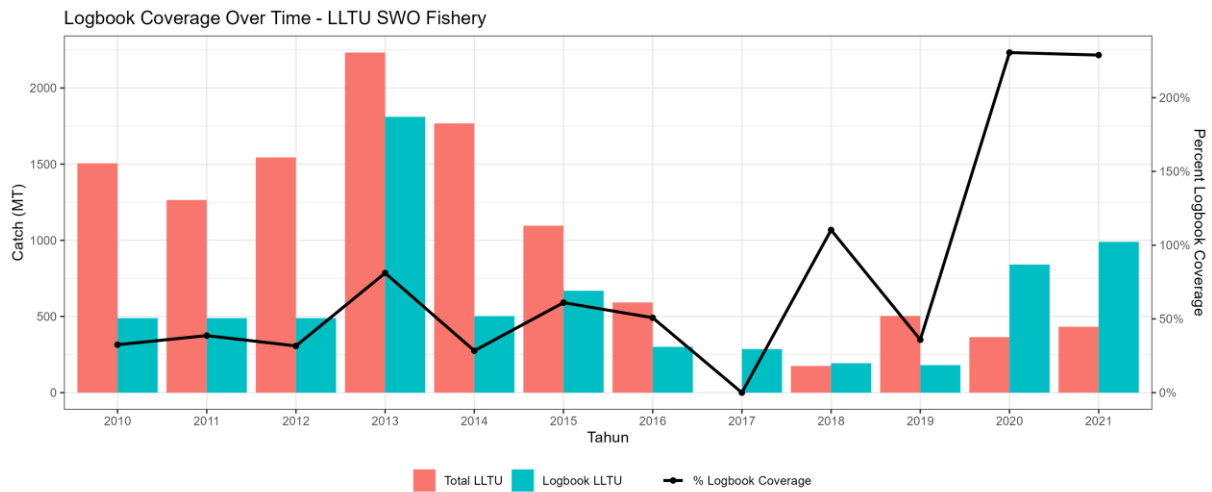 Logbook Coverage Over Time - LLTU SWO Fishery
Catch (MT)
2000
1500
1000
500
0
200%
150%
100%
50%
0%
Percent Logbook Coverage
2010 2011 2012 2013 2014 2015 2016 2017 2018 2019 2020 2021
Tahun
Total LLTU Logbook LLTU % Logbook Coverage